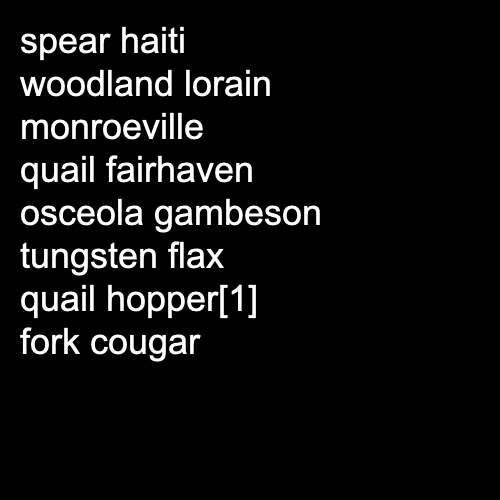 spear haiti
woodland lorain
monroeville
quail fairhaven
osceola gambeson
tungsten flax
quail hopper[1]
fork cougar